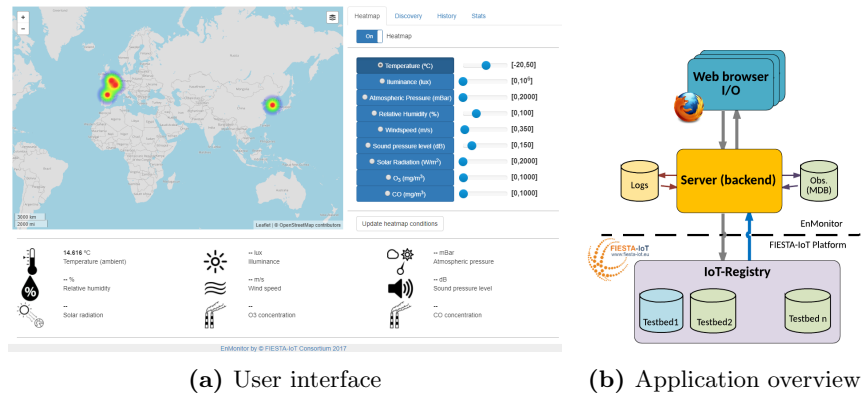 +
−
3000 km
2000 mi
Leaflet | © OpenStreetMap contributors
Heatmap Discovery History Stats
On Heatmap
Temperature (ºC) [-20,50]
Iluminance (lux) [0,10⁵]
Atmospheric Pressure (mBar) [0,2000]
Relative Humidity (%) [0,100]
Windspeed (m/s) [0,350]
Sound pressure level (dB) [0,150]
Solar Radiation (W/m²) [0,2000]
O₃ (mg/m³) [0,1000]
CO (mg/m³) [0,1000]
Update heatmap conditions
14.616 ºC
Temperature (ambient)
-- lux
Illuminance
-- mBar
Atmospheric pressure
-- %
Relative humidity
-- m/s
Wind speed
-- dB
Sound pressure level
--
Solar radiation
--
O3 concentration
--
CO concentration
EnMonitor by © FIESTA-IoT Consortium 2017
(a) User interface
Web browser
I/O
Logs
Server (backend)
Obs.
(MDB)
EnMonitor
FIESTA-IoT Platform
FIESTA-IoT
www.fiesta-iot.eu
IoT-Registry
Testbed1
Testbed2
Testbed n
(b) Application overview